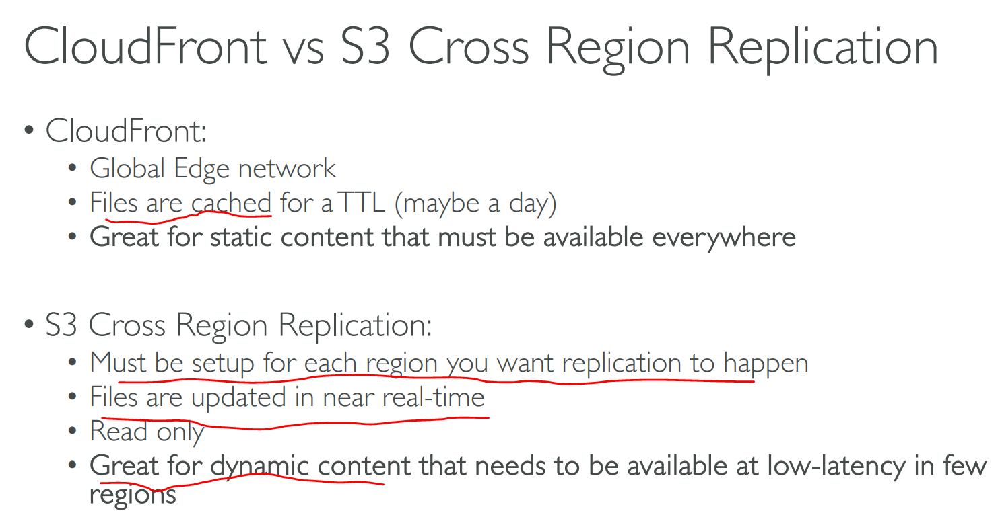 CloudFront vs S3 Cross Region Replication
• CloudFront:
• Global Edge network
• Files are cached for a TTL (maybe a day)
• Great for static content that must be available everywhere
• S3 Cross Region Replication:
• Must be setup for each region you want replication to happen
• Files are updated in near real-time
• Read only
• Great for dynamic content that needs to be available at low-latency in few
regions